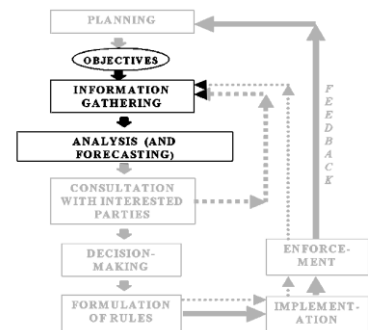 PLANNING
OBJECTIVES
INFORMATION
GATHERING
ANALYSIS (AND
FORECASTING)
CONSULTATION
WITH INTERESTED
PARTIES
DECISION-
MAKING
FORMULATION
OF RULES
FEEDBACK
ENFORCE-
MENT
IMPLEMENT-
ATION